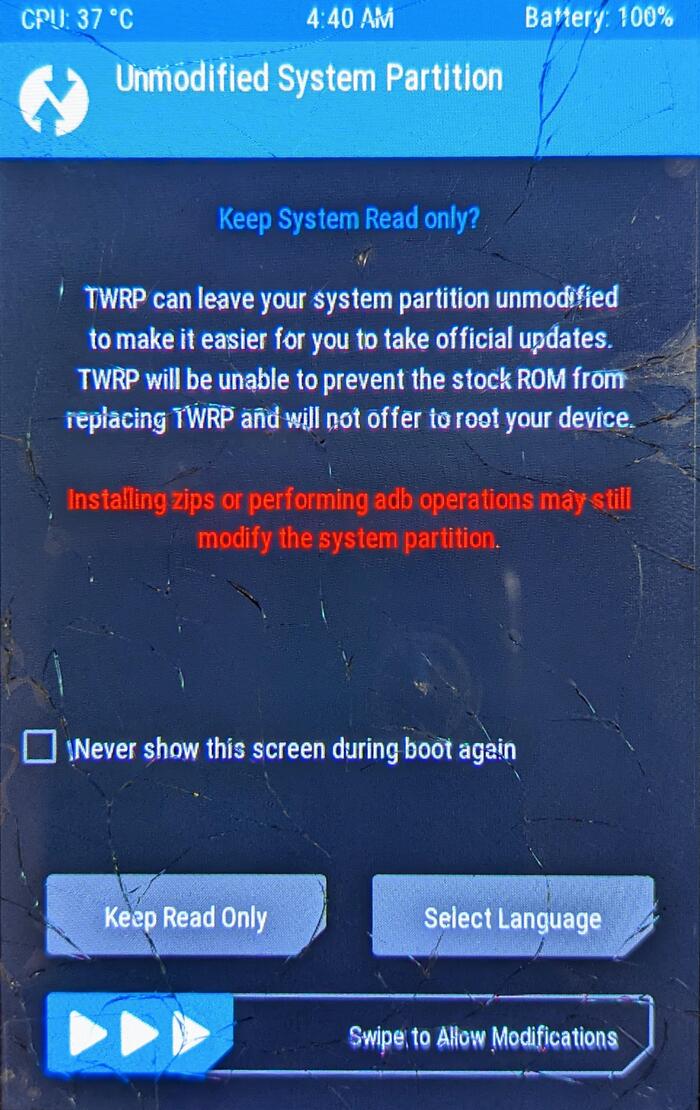 CPU: 37 °C 4:40 AM Battery: 100%
Unmodified System Partition
Keep System Read only?
TWRP can leave your system partition unmodified
to make it easier for you to take official updates.
TWRP will be unable to prevent the stock ROM from
replacing TWRP and will not offer to root your device.
Installing zips or performing adb operations may still
modify the system partition.
Never show this screen during boot again
Keep Read Only Select Language
Swipe to Allow Modifications